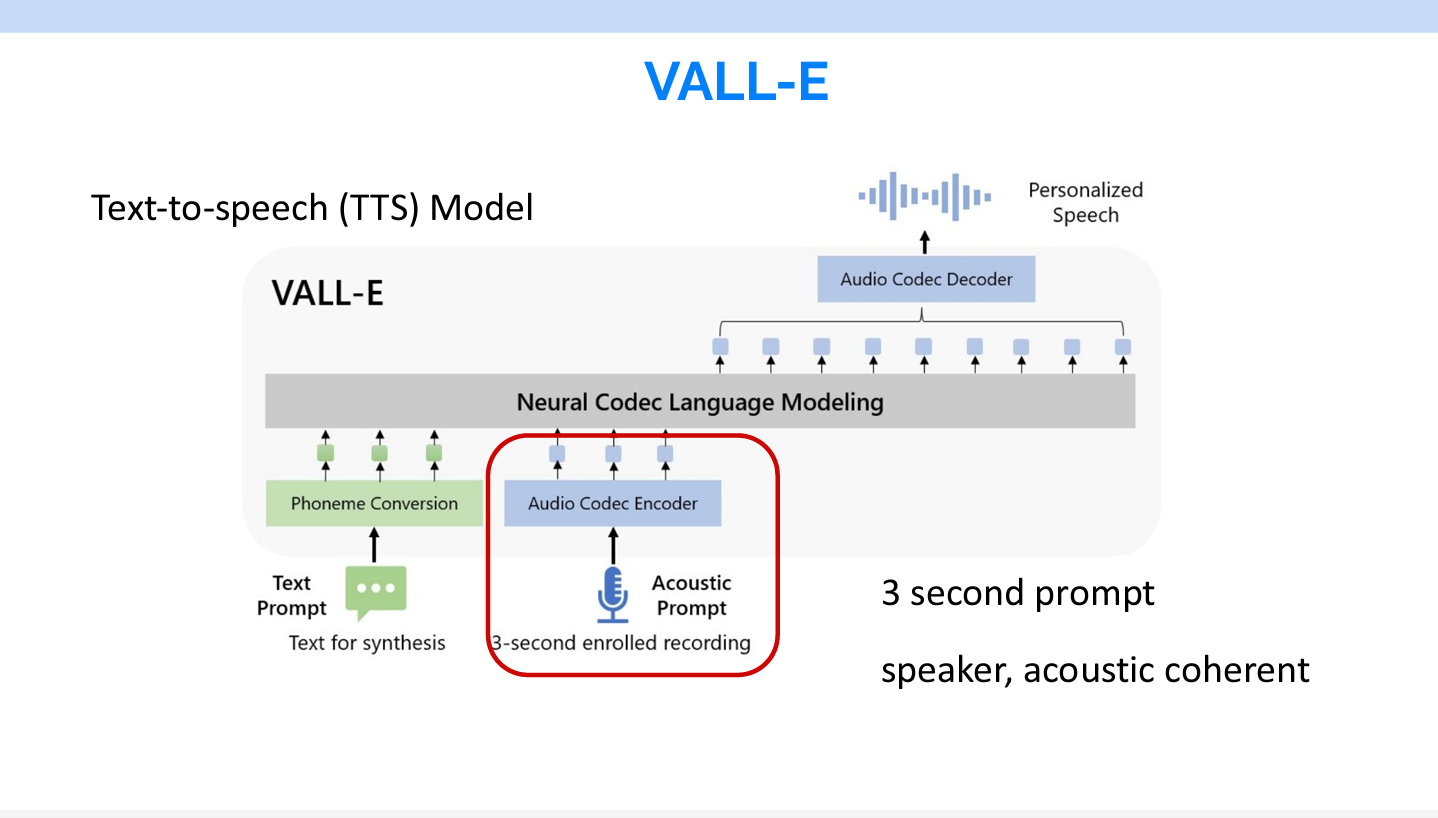 VALL-E
Text-to-speech (TTS) Model
Personalized
Speech
VALL-E
Audio Codec Decoder
Neural Codec Language Modeling
Phoneme Conversion
Audio Codec Encoder
Text
Prompt
Text for synthesis
Acoustic
Prompt
3-second enrolled recording
3 second prompt
speaker, acoustic coherent